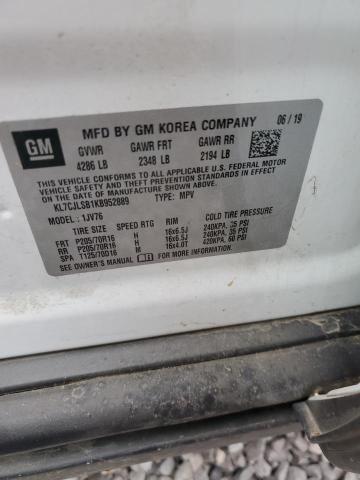 GM
MFD BY GM KOREA COMPANY 06 / 19
GVWR GAWR FRT GAWR RR
4286 LB 2348 LB 2194 LB
THIS VEHICLE CONFORMS TO ALL APPLICABLE U.S. FEDERAL MOTOR
VEHICLE SAFETY AND THEFT PREVENTION STANDARDS IN EFFECT ON
THE DATE OF MANUFACTURE SHOWN ABOVE.
KL7CJLSB1KB952889 TYPE: MPV
MODEL: 1JV76
TIRE SIZE SPEED RTG RIM COLD TIRE PRESSURE
FRT P205/70R16 H 16x6.5J 240KPA, 35 PSI
RR P205/70R16 H 16x6.5J 240KPA, 35 PSI
SPA T125/70D16 M 16x4.0T 420KPA, 60 PSI
SEE OWNER'S MANUAL FOR ADDITIONAL INFORMATION